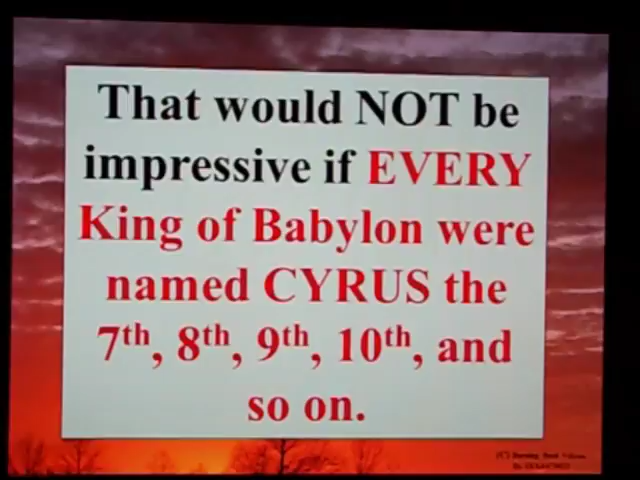 That would NOT be
impressive if EVERY
King of Babylon were
named CYRUS the
7th, 8th, 9th, 10th, and
so on.